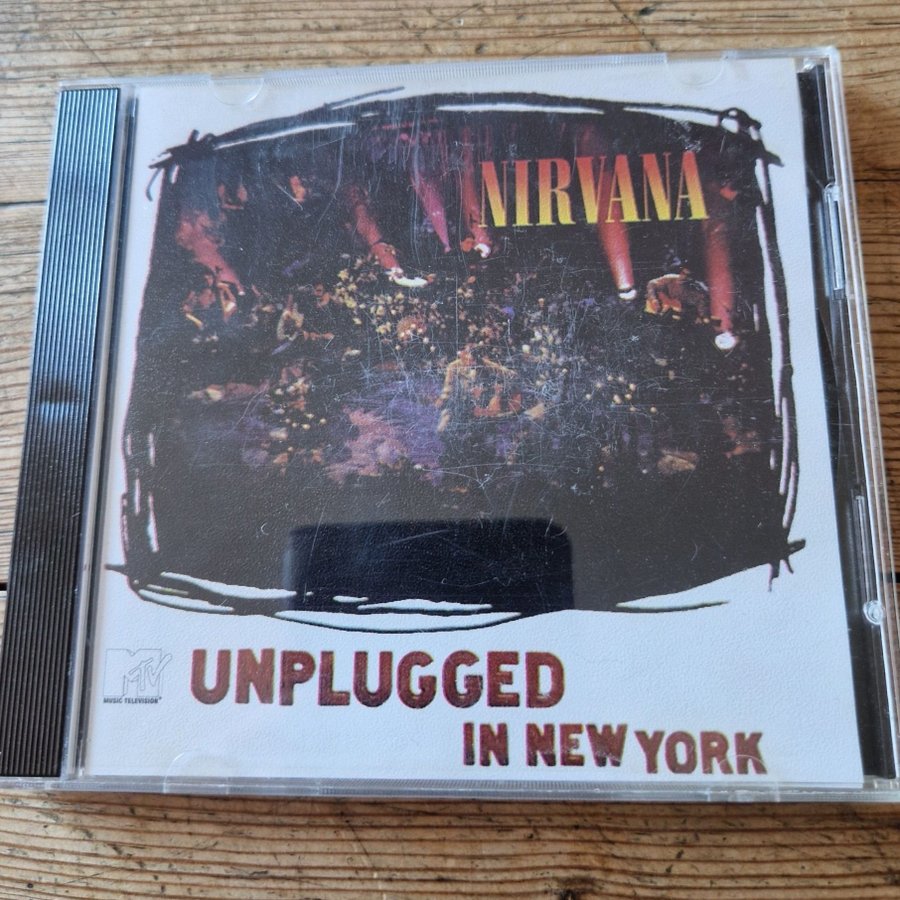 NIRVANA
MTV
MUSIC TELEVISION®
UNPLUGGED
IN NEW YORK